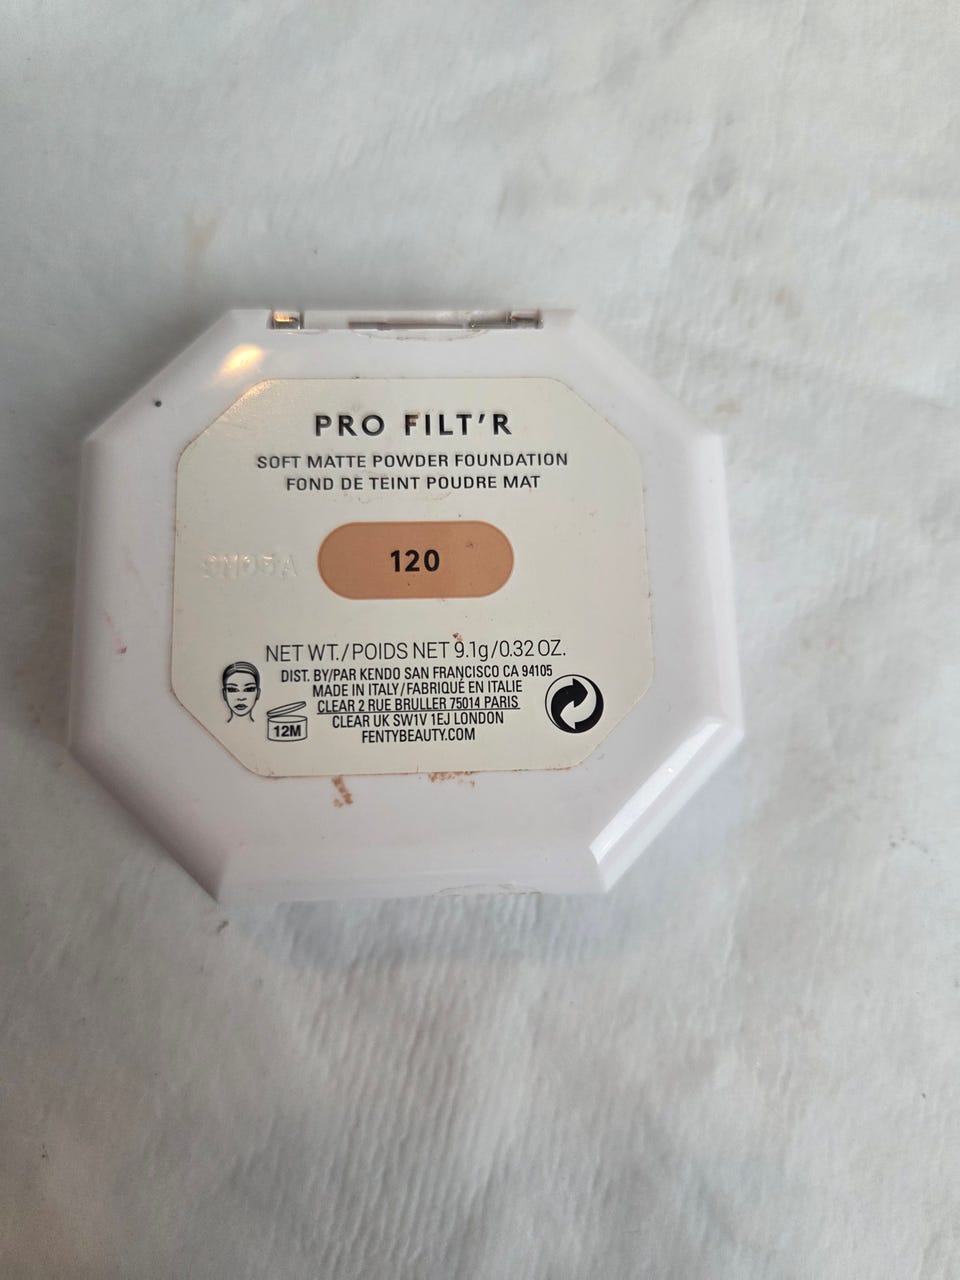 PRO FILT'R
SOFT MATTE POWDER FOUNDATION
FOND DE TEINT POUDRE MAT
120
NET WT./POIDS NET 9.1g/0.32 OZ.
DIST. BY/PAR KENDO SAN FRANCISCO CA 94105
MADE IN ITALY/FABRIQUÉ EN ITALIE
CLEAR 2 RUE BRULLER 75014 PARIS
CLEAR UK SW1V 1EJ LONDON
FENTYBEAUTY.COM
12M